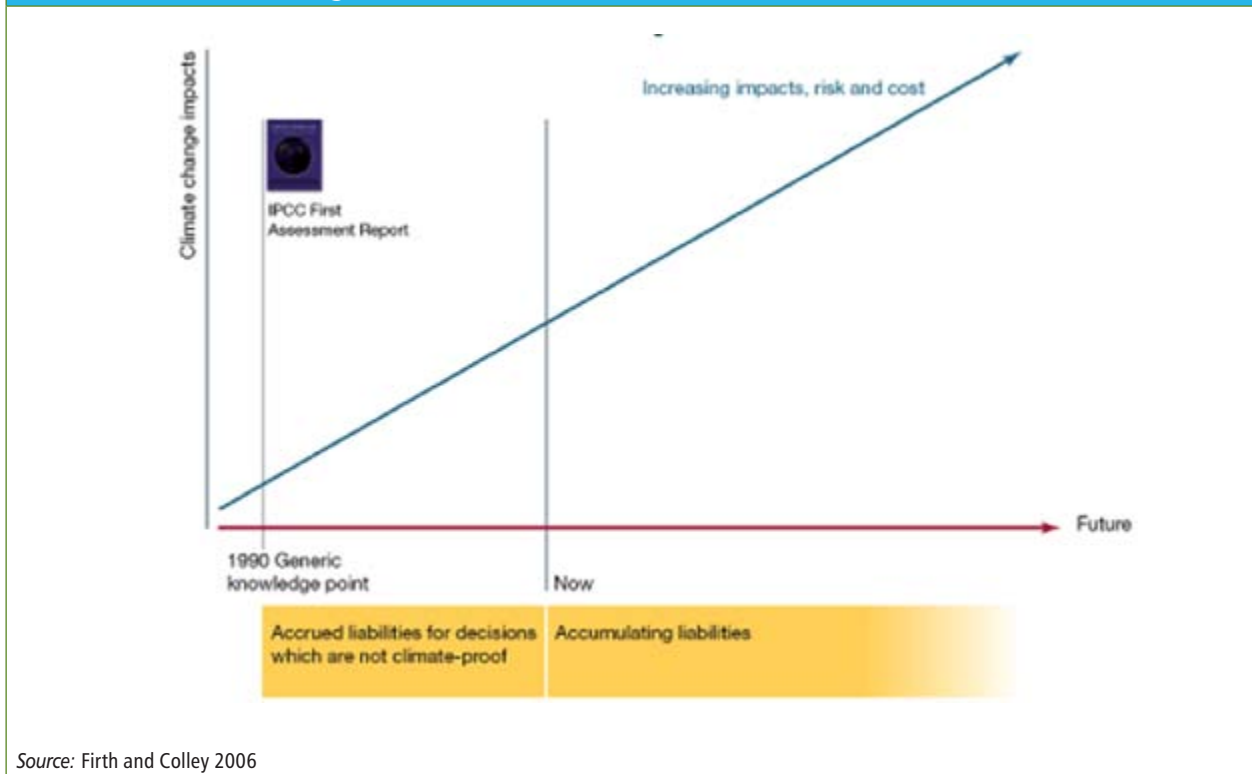 Climate change impacts
Increasing impacts, risk and cost
IPCC First
Assessment Report
Future
1990 Generic
knowledge point
Now
Accrued liabilities for decisions
which are not climate-proof
Accumulating liabilities
Source: Firth and Colley 2006